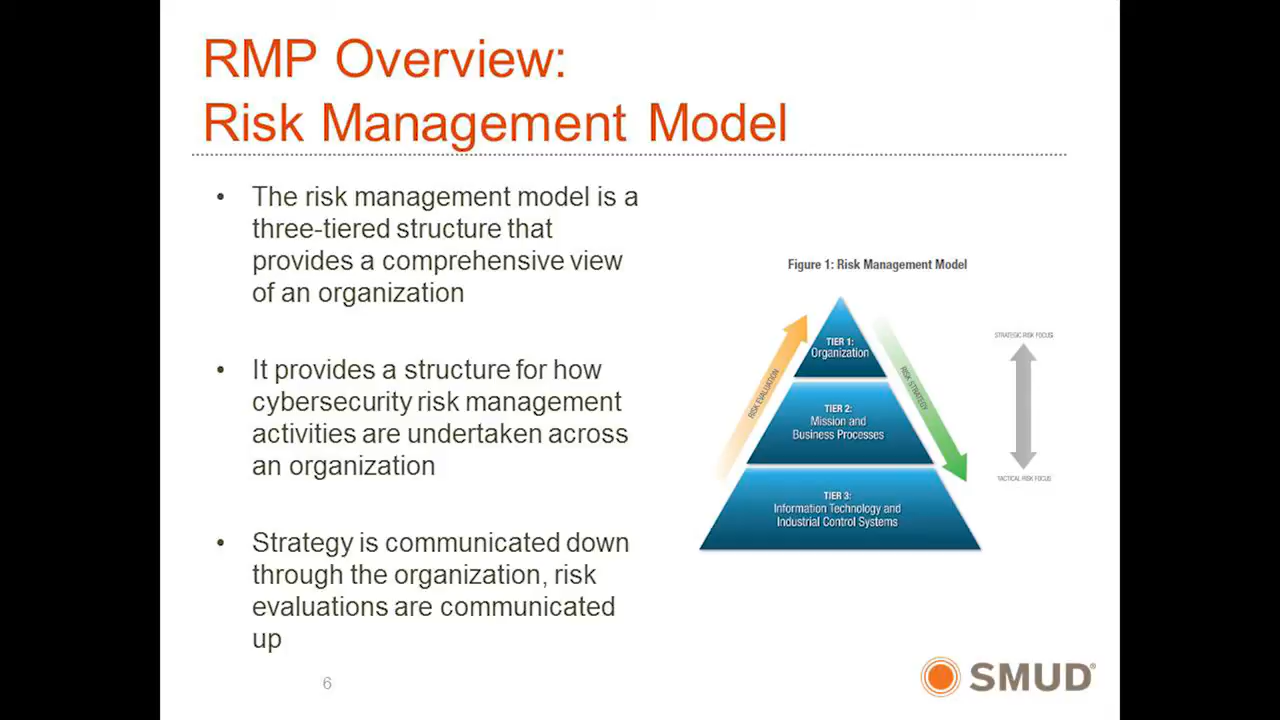 RMP Overview:
Risk Management Model
• The risk management model is a
three-tiered structure that
provides a comprehensive view
of an organization
• It provides a structure for how
cybersecurity risk management
activities are undertaken across
an organization
• Strategy is communicated down
through the organization, risk
evaluations are communicated
up
Figure 1: Risk Management Model
TIER 1:
Organization
TIER 2:
Mission and
Business Processes
TIER 3:
Information Technology and
Industrial Control Systems
RISK EVALUATION
RISK STRATEGY
STRATEGIC RISK FOCUS
TACTICAL RISK FOCUS
6
SMUD®